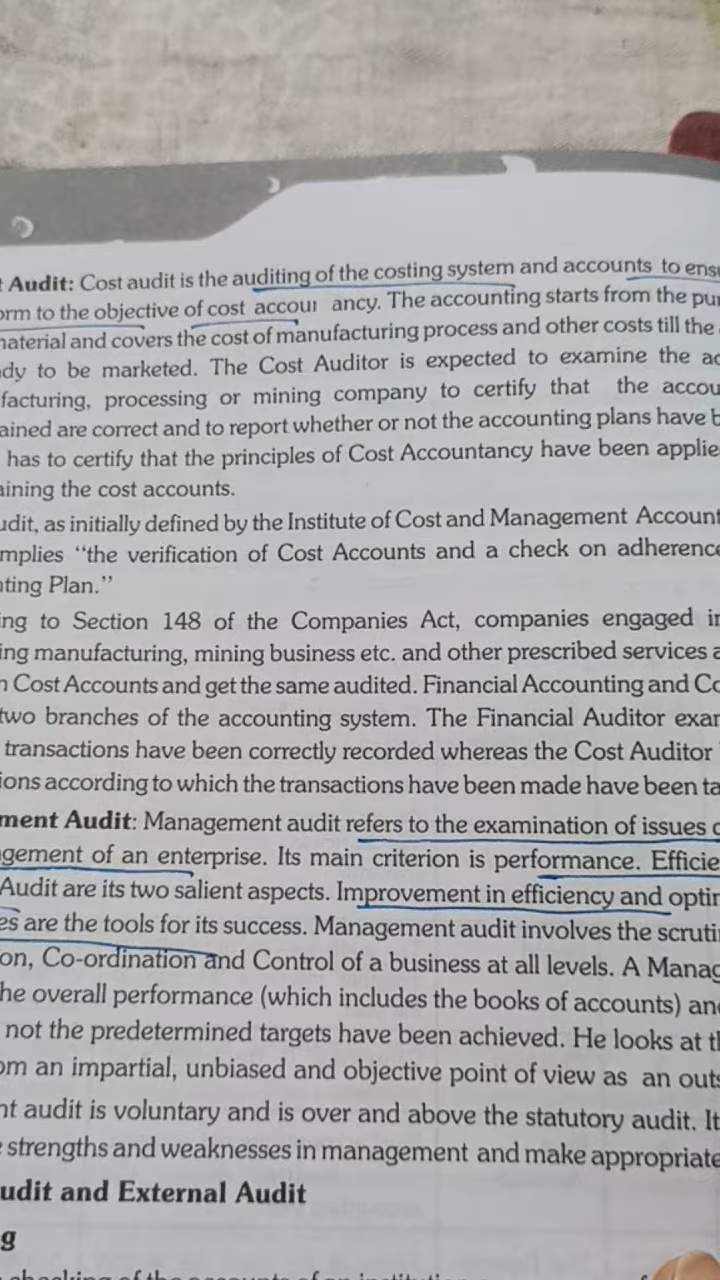 Audit: Cost audit is the auditing of the costing system and accounts to ens
orm to the objective of cost accour ancy. The accounting starts from the pu
naterial and covers the cost of manufacturing process and other costs till the
dy to be marketed. The Cost Auditor is expected to examine the ac
facturing, processing or mining company to certify that the accou
ained are correct and to report whether or not the accounting plans have b
has to certify that the principles of Cost Accountancy have been applie
ining the cost accounts.
udit, as initially defined by the Institute of Cost and Management Account
mplies “the verification of Cost Accounts and a check on adherence
ting Plan.”
ing to Section 148 of the Companies Act, companies engaged in
ing manufacturing, mining business etc. and other prescribed services a
n Cost Accounts and get the same audited. Financial Accounting and Co
two branches of the accounting system. The Financial Auditor exar
transactions have been correctly recorded whereas the Cost Auditor
ions according to which the transactions have been made have been ta
ment Audit: Management audit refers to the examination of issues o
gement of an enterprise. Its main criterion is performance. Efficie
Audit are its two salient aspects. Improvement in efficiency and optir
es are the tools for its success. Management audit involves the scruti
on, Co-ordination and Control of a business at all levels. A Manag
he overall performance (which includes the books of accounts) and
not the predetermined targets have been achieved. He looks at th
om an impartial, unbiased and objective point of view as an outs
nt audit is voluntary and is over and above the statutory audit. It
strengths and weaknesses in management and make appropriate
udit and External Audit
g